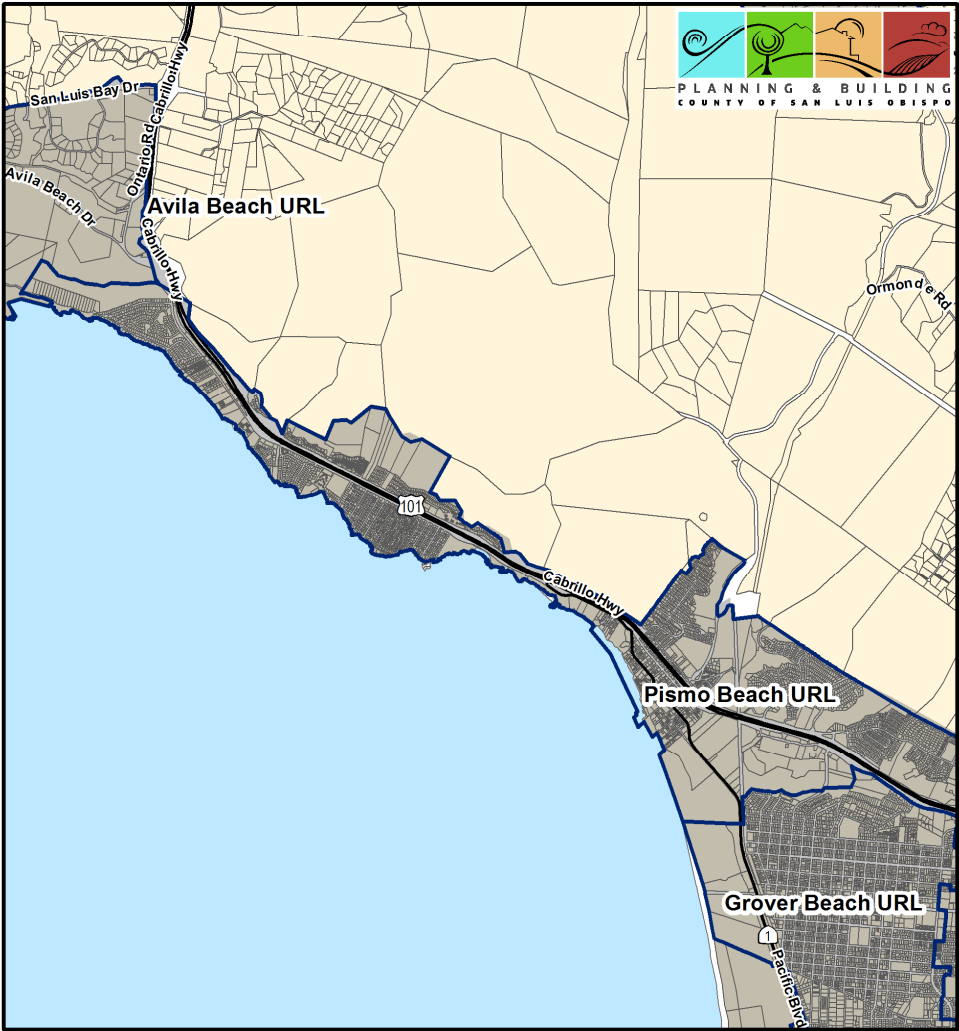 PLANNING & BUILDING
COUNTY OF SAN LUIS OBISPO
Cabrillo Hwy
San Luis Bay Dr
Ontario Rd
Avila Beach Dr
Avila Beach URL
Cabrillo Hwy
Ormonde Rd
101
Cabrillo Hwy
Pismo Beach URL
Grover Beach URL
1
Pacific Blvd